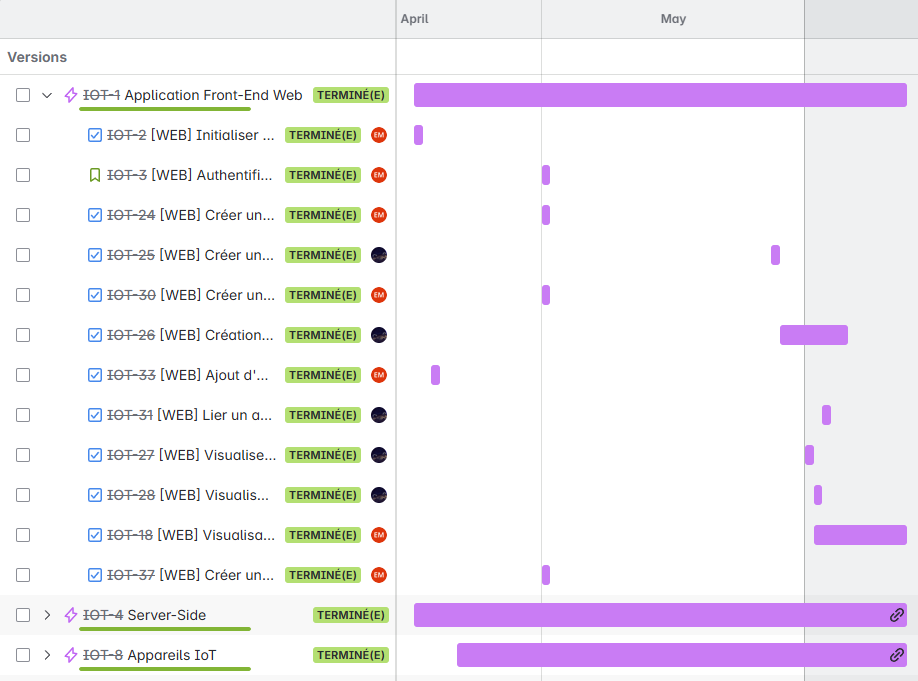 April May
Versions
IOT-1 Application Front-End Web TERMINÉ(E)
IOT-2 [WEB] Initialiser ... TERMINÉ(E) EM
IOT-3 [WEB] Authentifi... TERMINÉ(E) EM
IOT-24 [WEB] Créer un... TERMINÉ(E) EM
IOT-25 [WEB] Créer un... TERMINÉ(E)
IOT-30 [WEB] Créer un... TERMINÉ(E) EM
IOT-26 [WEB] Création... TERMINÉ(E)
IOT-33 [WEB] Ajout d'... TERMINÉ(E) EM
IOT-31 [WEB] Lier un a... TERMINÉ(E)
IOT-27 [WEB] Visualise... TERMINÉ(E)
IOT-28 [WEB] Visualis... TERMINÉ(E)
IOT-18 [WEB] Visualisa... TERMINÉ(E) EM
IOT-37 [WEB] Créer un... TERMINÉ(E) EM
IOT-4 Server-Side TERMINÉ(E)
IOT-8 Appareils IoT TERMINÉ(E)